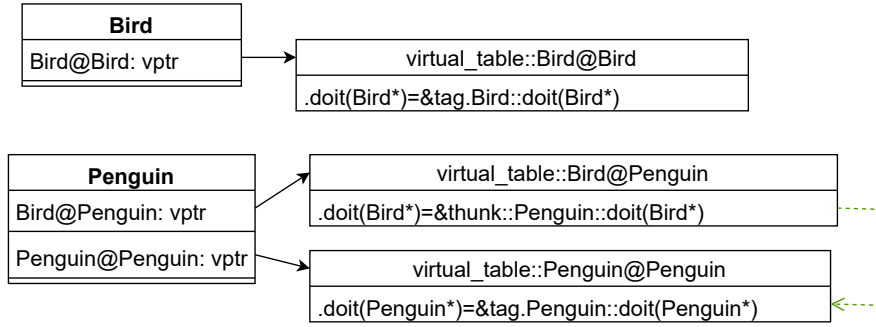 Bird
Bird@Bird: vptr
virtual_table::Bird@Bird
.doit(Bird*)=&tag.Bird::doit(Bird*)
Penguin
Bird@Penguin: vptr
Penguin@Penguin: vptr
virtual_table::Bird@Penguin
.doit(Bird*)=&thunk::Penguin::doit(Bird*)
virtual_table::Penguin@Penguin
.doit(Penguin*)=&tag.Penguin::doit(Penguin*)